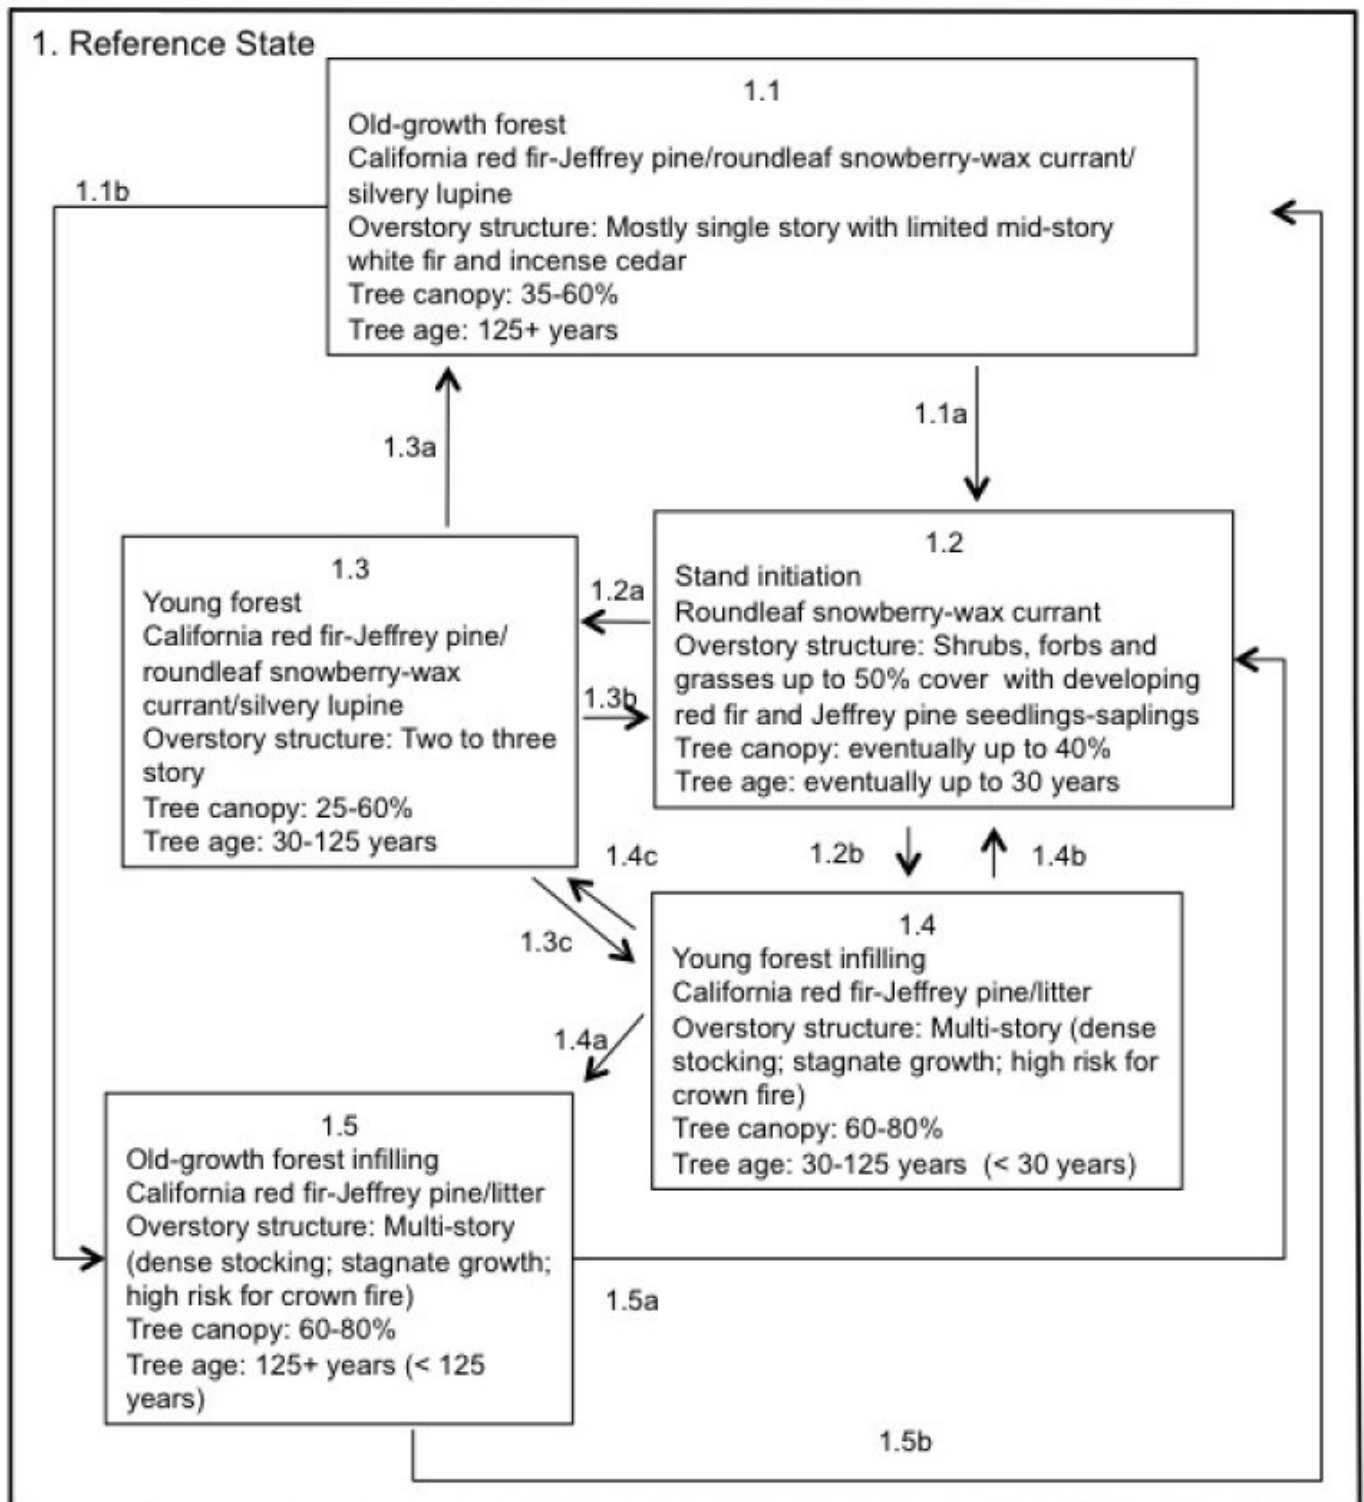 1. Reference State
1.1
Old-growth forest
California red fir-Jeffrey pine/roundleaf snowberry-wax currant/
silvery lupine
Overstory structure: Mostly single story with limited mid-story
white fir and incense cedar
Tree canopy: 35-60%
Tree age: 125+ years
1.1b
1.3a
1.1a
1.3
Young forest
California red fir-Jeffrey pine/
roundleaf snowberry-wax
currant/silvery lupine
Overstory structure: Two to three
story
Tree canopy: 25-60%
Tree age: 30-125 years
1.2a
1.3b
1.2
Stand initiation
Roundleaf snowberry-wax currant
Overstory structure: Shrubs, forbs and
grasses up to 50% cover with developing
red fir and Jeffrey pine seedlings-saplings
Tree canopy: eventually up to 40%
Tree age: eventually up to 30 years
1.4c
1.2b
1.4b
1.3c
1.4a
1.4
Young forest infilling
California red fir-Jeffrey pine/litter
Overstory structure: Multi-story (dense
stocking; stagnate growth; high risk for
crown fire)
Tree canopy: 60-80%
Tree age: 30-125 years (< 30 years)
1.5
Old-growth forest infilling
California red fir-Jeffrey pine/litter
Overstory structure: Multi-story
(dense stocking; stagnate growth;
high risk for crown fire)
Tree canopy: 60-80%
Tree age: 125+ years (< 125
years)
1.5a
1.5b